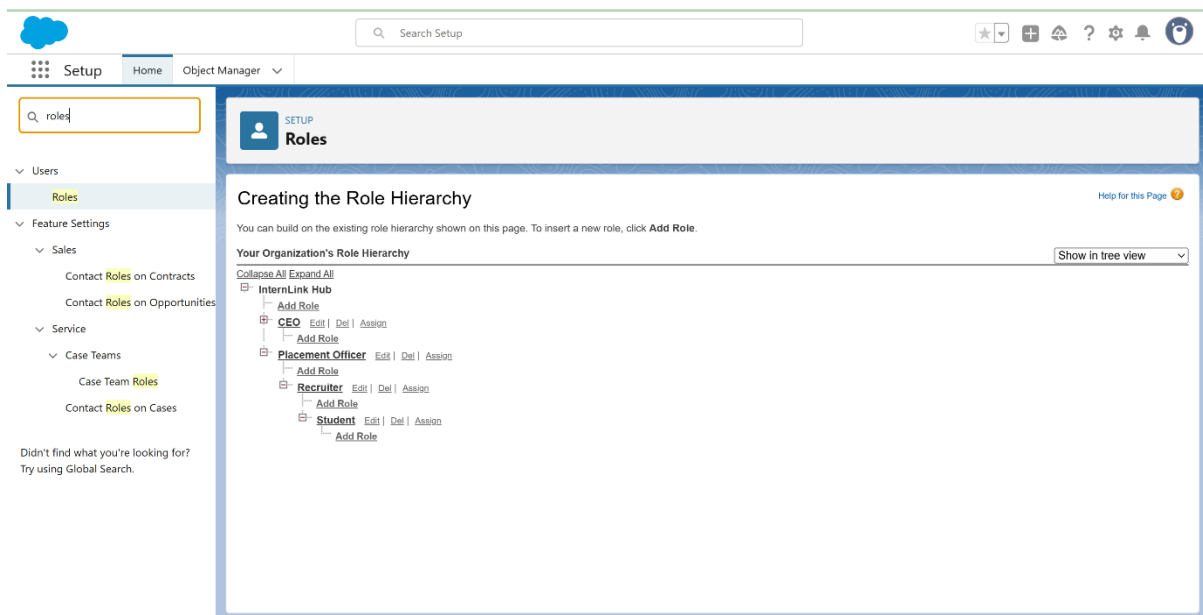 Search Setup
Setup
Home
Object Manager
roles
Users
Roles
Feature Settings
Sales
Contact Roles on Contracts
Contact Roles on Opportunities
Service
Case Teams
Case Team Roles
Contact Roles on Cases
Didn't find what you're looking for?
Try using Global Search.
SETUP
Roles
Creating the Role Hierarchy
Help for this Page
You can build on the existing role hierarchy shown on this page. To insert a new role, click Add Role.
Your Organization's Role Hierarchy
Show in tree view
Collapse All Expand All
InternLink Hub
Add Role
CEO Edit | Del | Assign
Add Role
Placement Officer Edit | Del | Assign
Add Role
Recruiter Edit | Del | Assign
Add Role
Student Edit | Del | Assign
Add Role